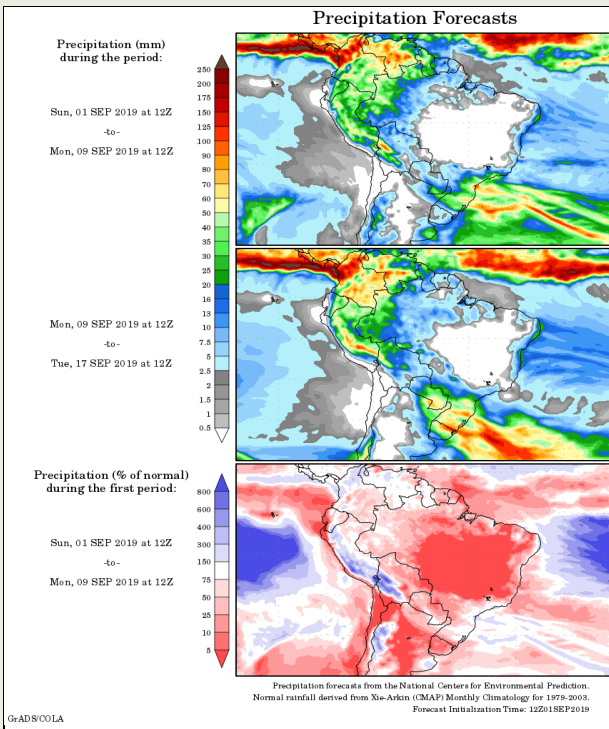 Precipitation Forecasts
Precipitation (mm)
during the period:
Sun, 01 SEP 2019 at 12Z
-to-
Mon, 09 SEP 2019 at 12Z
250
200
175
150
125
100
90
80
70
60
50
40
35
30
25
20
16
13
10
7.5
5
2.5
2
1.5
1
0.5
Mon, 09 SEP 2019 at 12Z
-to-
Tue, 17 SEP 2019 at 12Z
Precipitation (% of normal)
during the first period:
Sun, 01 SEP 2019 at 12Z
-to-
Mon, 09 SEP 2019 at 12Z
800
600
400
300
150
75
50
25
10
5
Precipitation forecasts from the National Centers for Environmental Prediction.
Normal rainfall derived from Xie-Arkin (CMAP) Monthly Climatology for 1979-2003.
Forecast Initialization Time: 12Z01SEP2019
GrADS/COLA